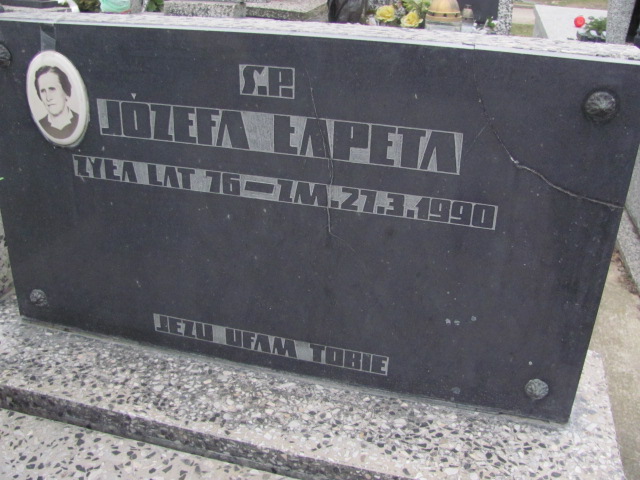 Ś.P.
JÓZEFA ŁAPETA
ŻYŁA LAT 76 — ZM. 27.3.1990
JEZU UFAM TOBIE